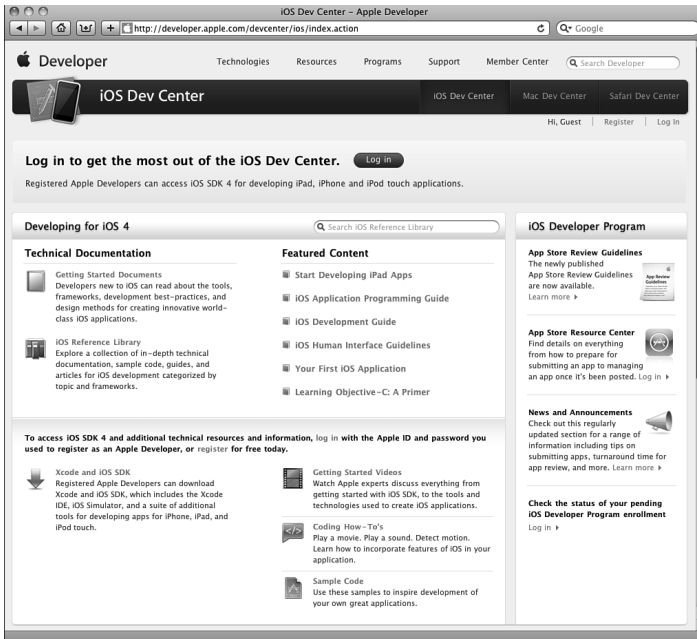 iOS Dev Center – Apple Developer
http://developer.apple.com/devcenter/ios/index.action
Google
Developer
Technologies Resources Programs Support Member Center
Search Developer
iOS Dev Center
iOS Dev Center Mac Dev Center Safari Dev Center
Hi, Guest Register Log In
Log in to get the most out of the iOS Dev Center. Log in
Registered Apple Developers can access iOS SDK 4 for developing iPad, iPhone and iPod touch applications.
Developing for iOS 4
Search iOS Reference Library
Technical Documentation
Getting Started Documents
Developers new to iOS can read about the tools,
frameworks, development best-practices, and
design methods for creating innovative world-
class iOS applications.
iOS Reference Library
Explore a collection of in-depth technical
documentation, sample code, guides, and
articles for iOS development categorized by
topic and frameworks.
Featured Content
Start Developing iPad Apps
iOS Application Programming Guide
iOS Development Guide
iOS Human Interface Guidelines
Your First iOS Application
Learning Objective-C: A Primer
To access iOS SDK 4 and additional technical resources and information, log in with the Apple ID and password you
used to register as an Apple Developer, or register for free today.
Xcode and iOS SDK
Registered Apple Developers can download
Xcode and iOS SDK, which includes the Xcode
IDE, iOS Simulator, and a suite of additional
tools for developing apps for iPhone, iPad, and
iPod touch.
Getting Started Videos
Watch Apple experts discuss everything from
getting started with iOS SDK, to the tools and
technologies used to create iOS applications.
Coding How-To's
Play a movie. Play a sound. Detect motion.
Learn how to incorporate features of iOS in your
application.
Sample Code
Use these samples to inspire development of
your own great applications.
iOS Developer Program
App Store Review Guidelines
The newly published
App Store Review Guidelines
are now available.
Learn more
App Review
Guidelines
App Store Resource Center
Find details on everything
from how to prepare for
submitting an app to managing
an app once it's been posted. Log in
News and Announcements
Check out this regularly
updated section for a range of
information including tips on
submitting apps, turnaround time for
app review, and more. Learn more
Check the status of your pending
iOS Developer Program enrollment
Log in